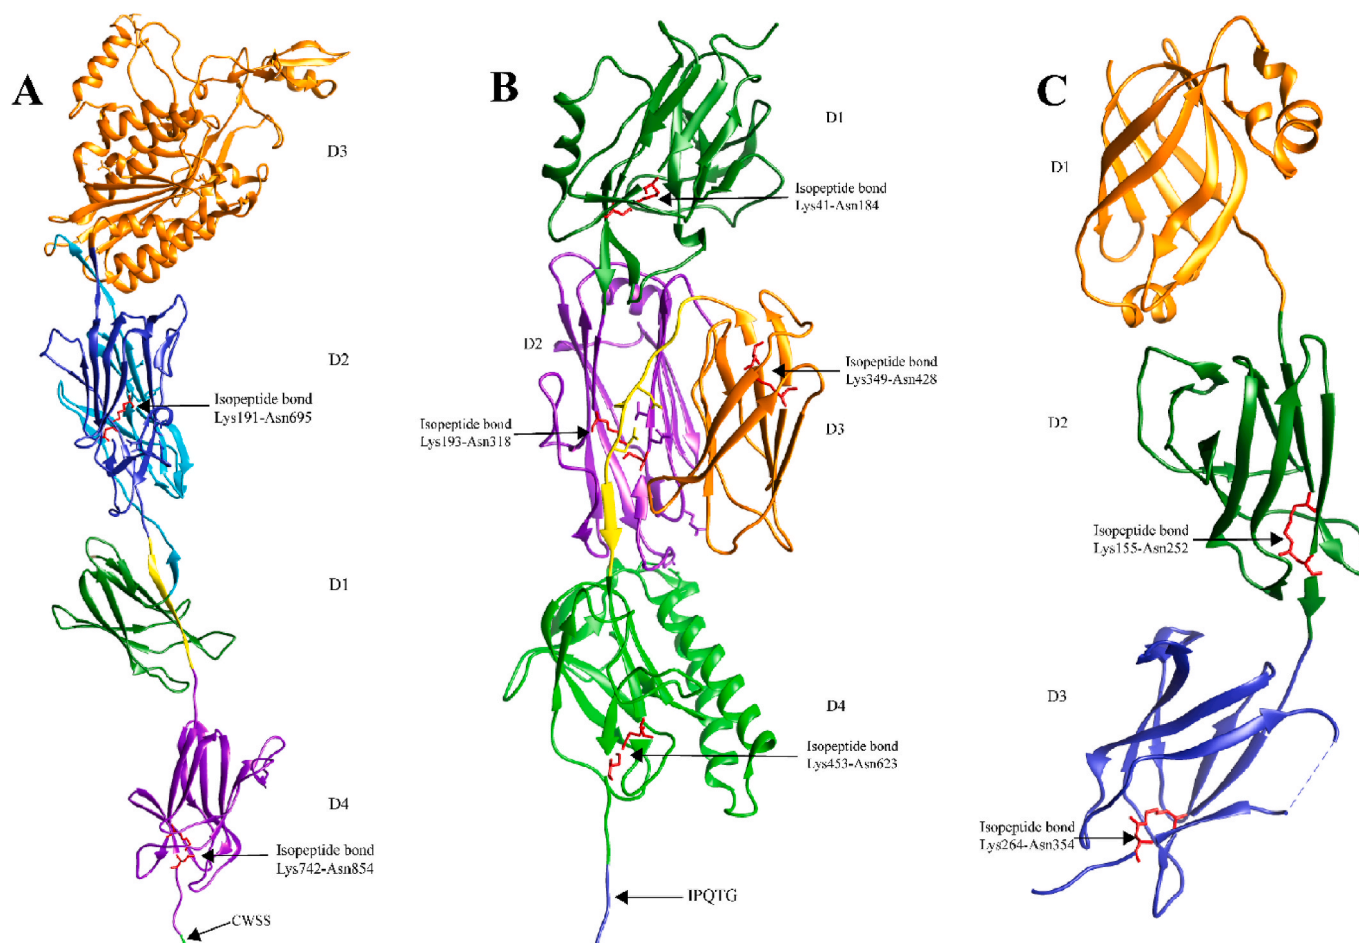 A
D3
D2
Isopeptide bond
Lys191-Asn695
D1
D4
Isopeptide bond
Lys742-Asn854
CWSS
B
D1
Isopeptide bond
Lys41-Asn184
D2
Isopeptide bond
Lys349-Asn428
Isopeptide bond
Lys193-Asn318
D3
D4
Isopeptide bond
Lys453-Asn623
IPQTG
C
D1
D2
Isopeptide bond
Lys155-Asn252
D3
Isopeptide bond
Lys264-Asn354